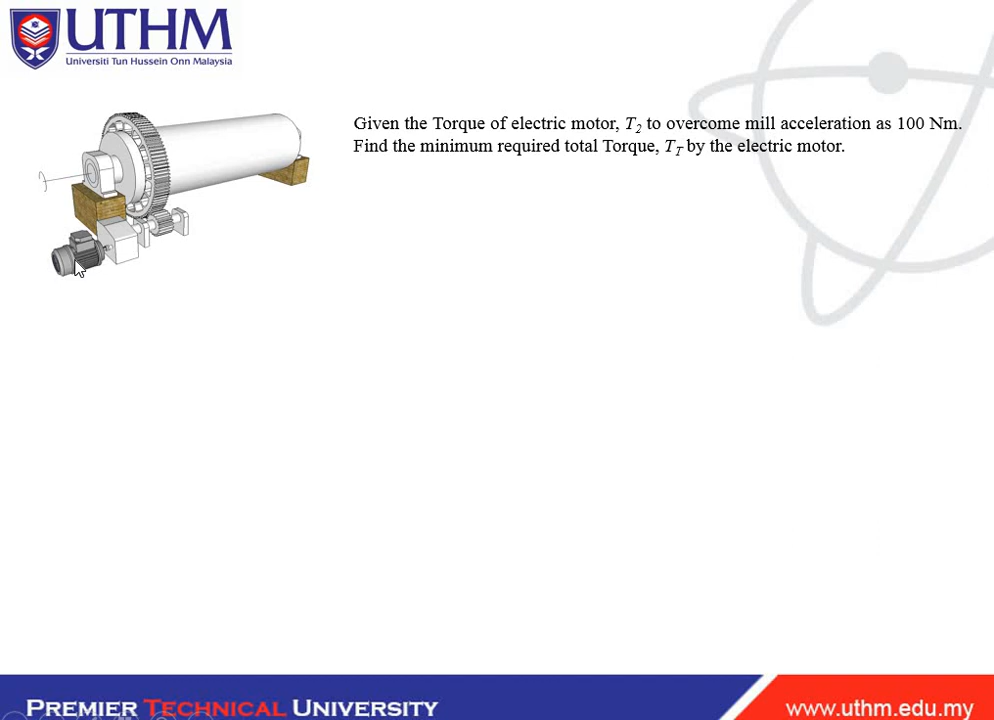 UTHM
Universiti Tun Hussein Onn Malaysia
Given the Torque of electric motor, T2 to overcome mill acceleration as 100 Nm.
Find the minimum required total Torque, TT by the electric motor.
PREMIER TECHNICAL UNIVERSITY
www.uthm.edu.my